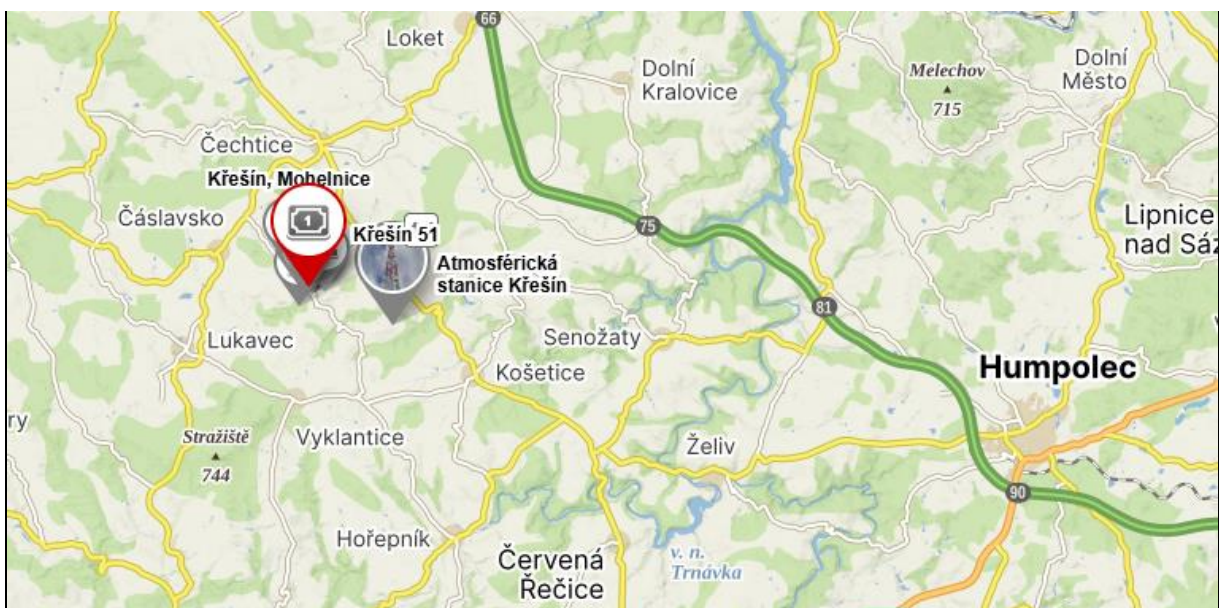 66
Loket
Dolní
Kralovice
Melechov
715
Dolní
Město
Čechtice
Křešín, Mohelnice
1
Čáslavsko
Křešín 51
75
Lipnice
nad Sáz
Atmosférická
stanice Křešín
81
Lukavec
Senožaty
Košetice
Humpolec
ry
Stražiště
744
Vyklantice
Želiv
90
Hořepník
Červená
Řečice
v. n.
Trnávka